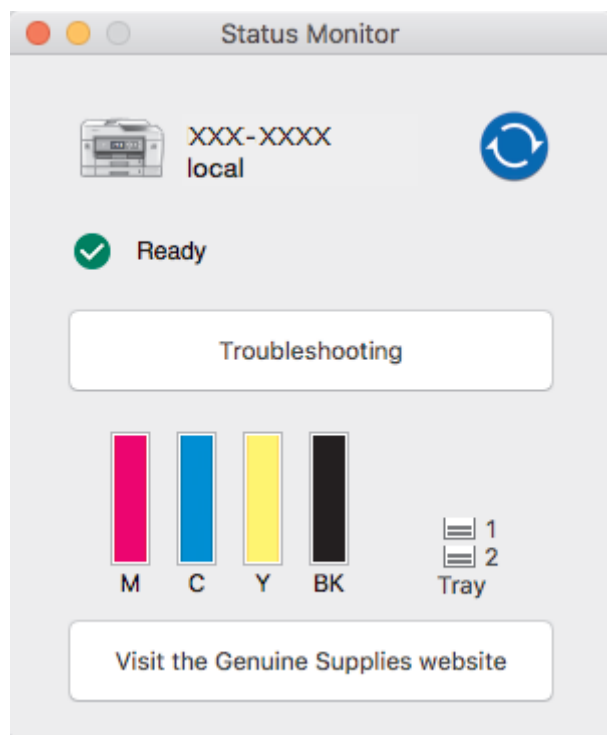 Status Monitor
XXX-XXXX
local
Ready
Troubleshooting
M C Y BK
1
2
Tray
Visit the Genuine Supplies website